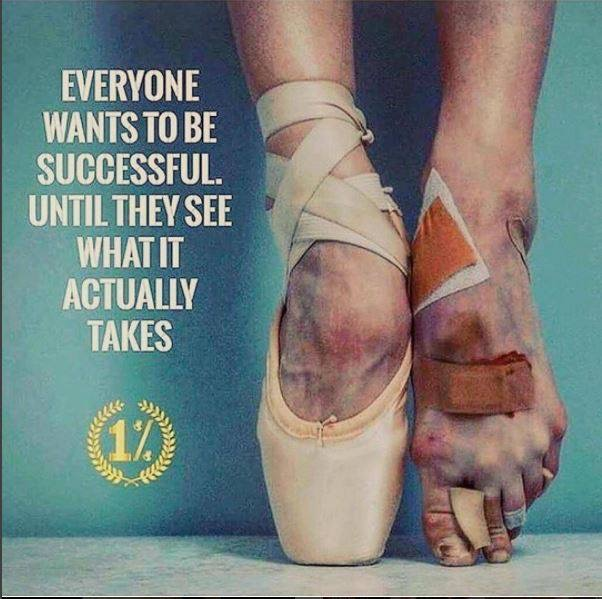 EVERYONE
WANTS TO BE
SUCCESSFUL.
UNTIL THEY SEE
WHAT IT
ACTUALLY
TAKES
1%